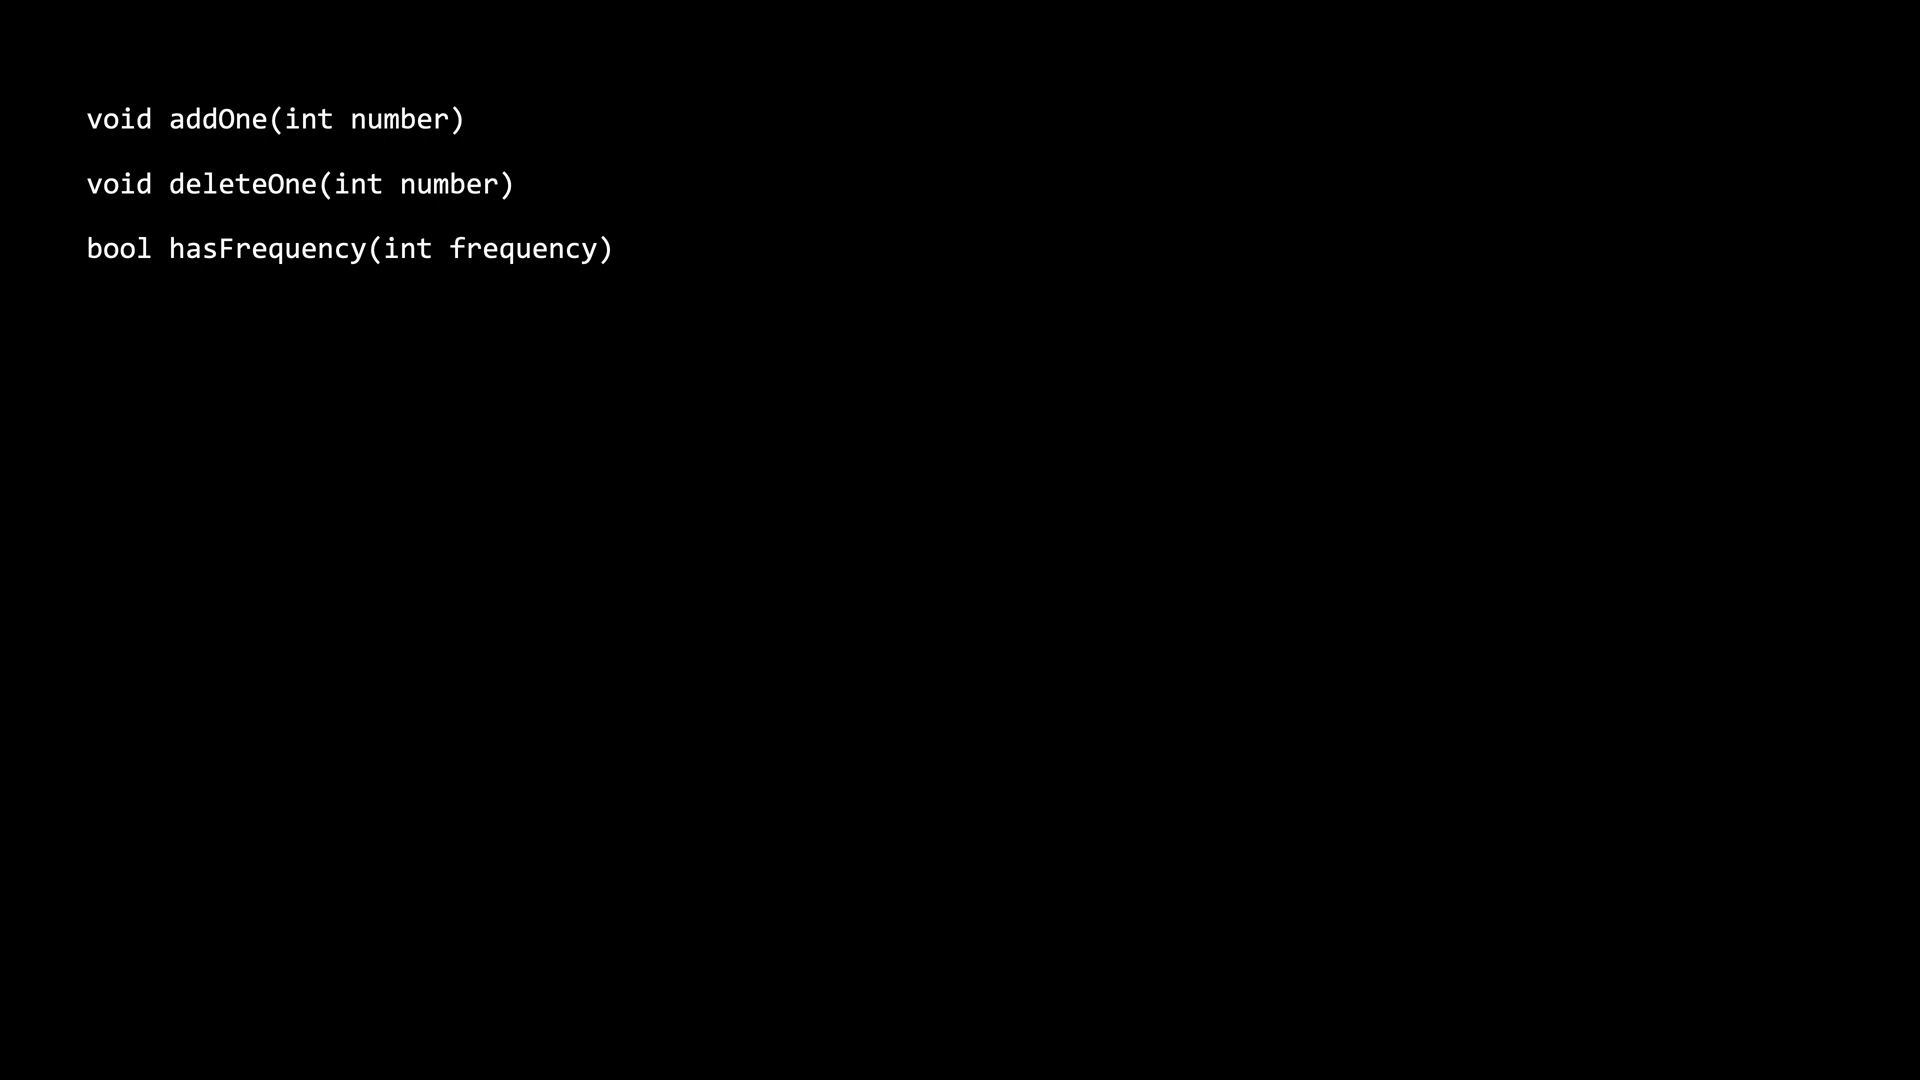 void addOne(int number)
void deleteOne(int number)
bool hasFrequency(int frequency)